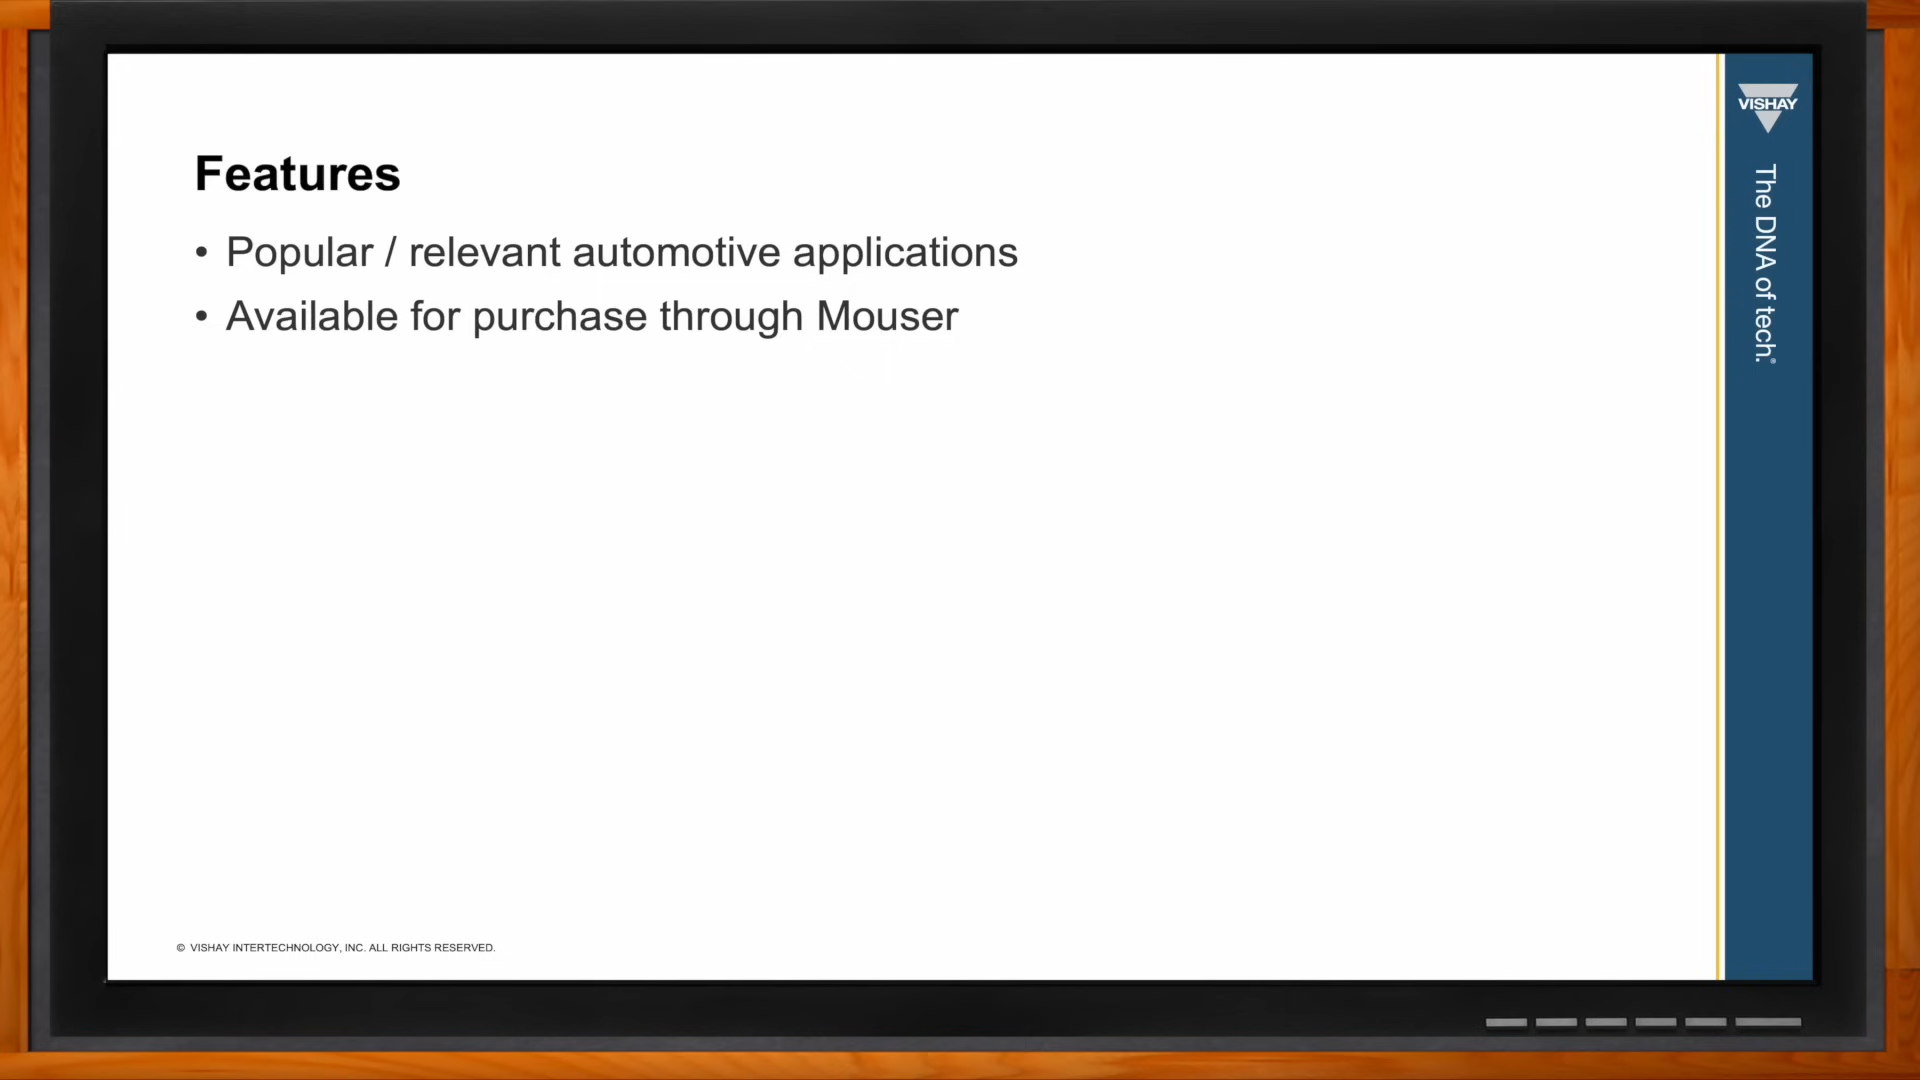 Features
• Popular / relevant automotive applications
• Available for purchase through Mouser
VISHAY
The DNA of tech.®
© VISHAY INTERTECHNOLOGY, INC. ALL RIGHTS RESERVED.